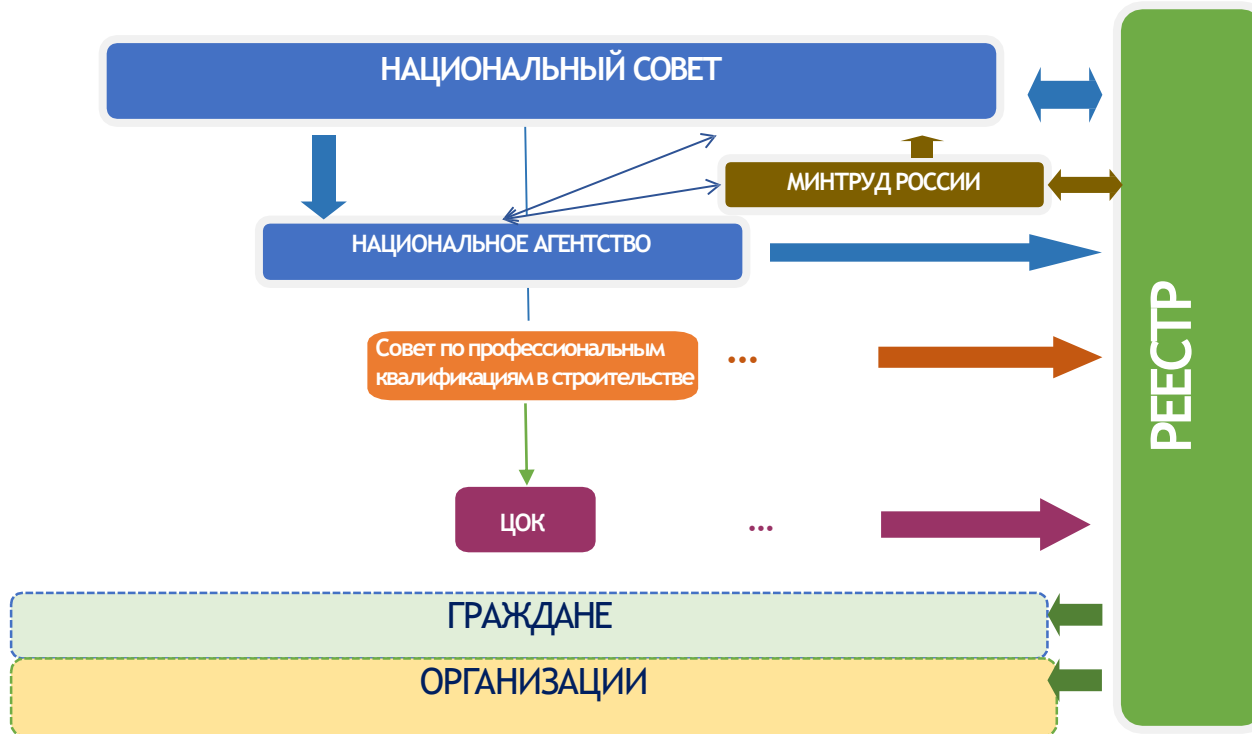 НАЦИОНАЛЬНЫЙ СОВЕТ
МИНТРУД РОССИИ
НАЦИОНАЛЬНОЕ АГЕНТСТВО
Совет по профессиональным
квалификациям в строительстве
...
ЦОК
...
ГРАЖДАНЕ
ОРГАНИЗАЦИИ
РЕЕСТР